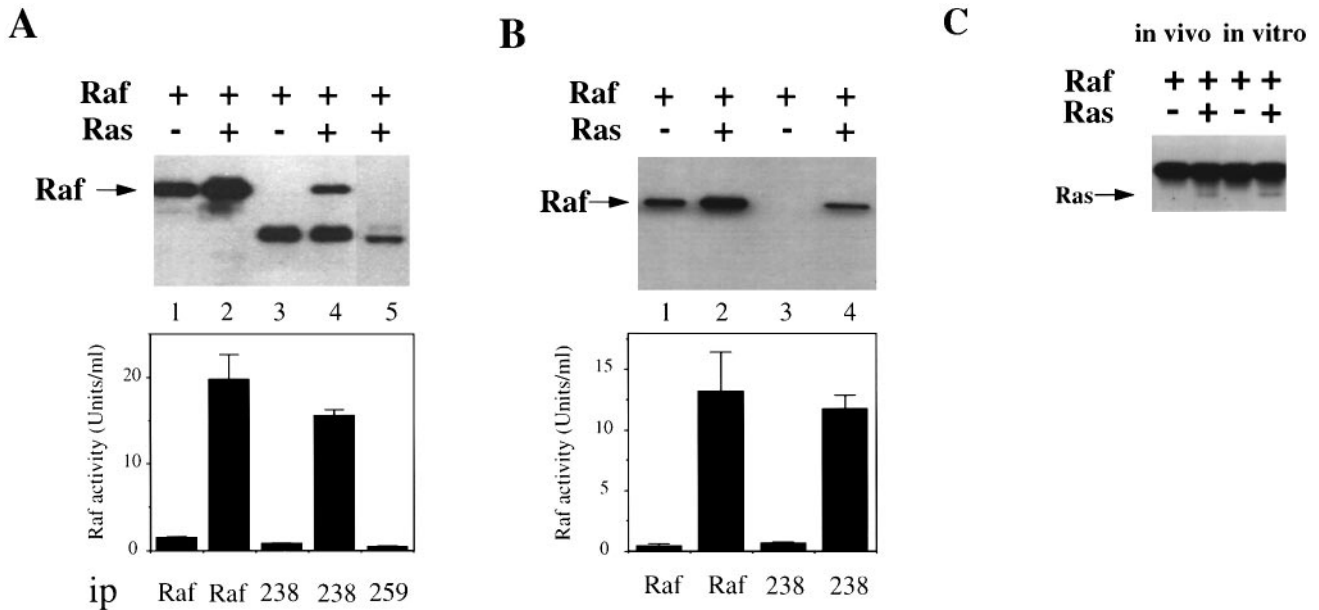 A
Raf + + + + +
Ras - + - + +
Raf
1 2 3 4 5
Raf activity (Units/ml)
20
10
0
ip Raf Raf 238 238 259
B
Raf + + + +
Ras - + - +
Raf
1 2 3 4
Raf activity (Units/ml)
15
10
5
0
Raf Raf 238 238
C
in vivo in vitro
Raf + + + +
Ras - + - +
Ras